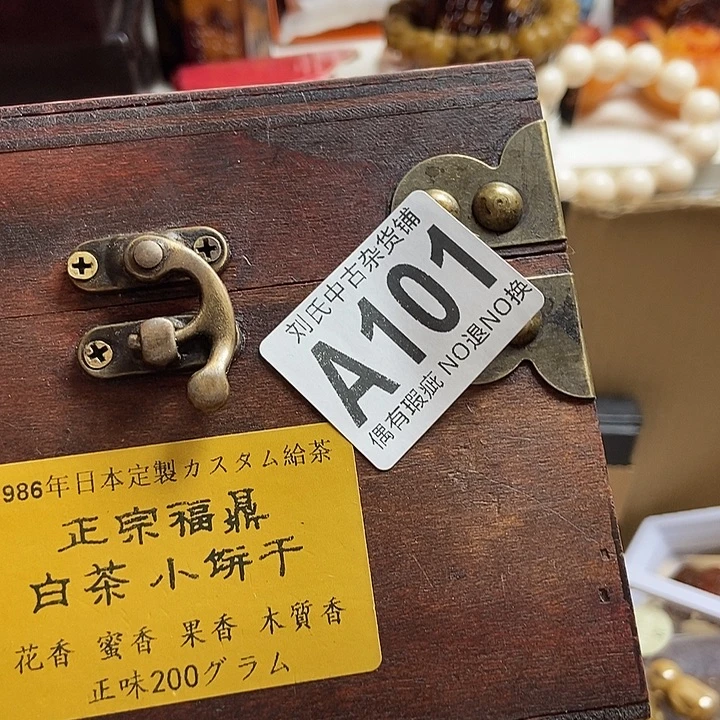 刘氏中古杂货铺
A101
偶有瑕疵 NO退NO换
986年日本定製カスタム給茶
正宗福鼎
白茶 小饼干
花香 蜜香 果香 木質香
正味200グラム